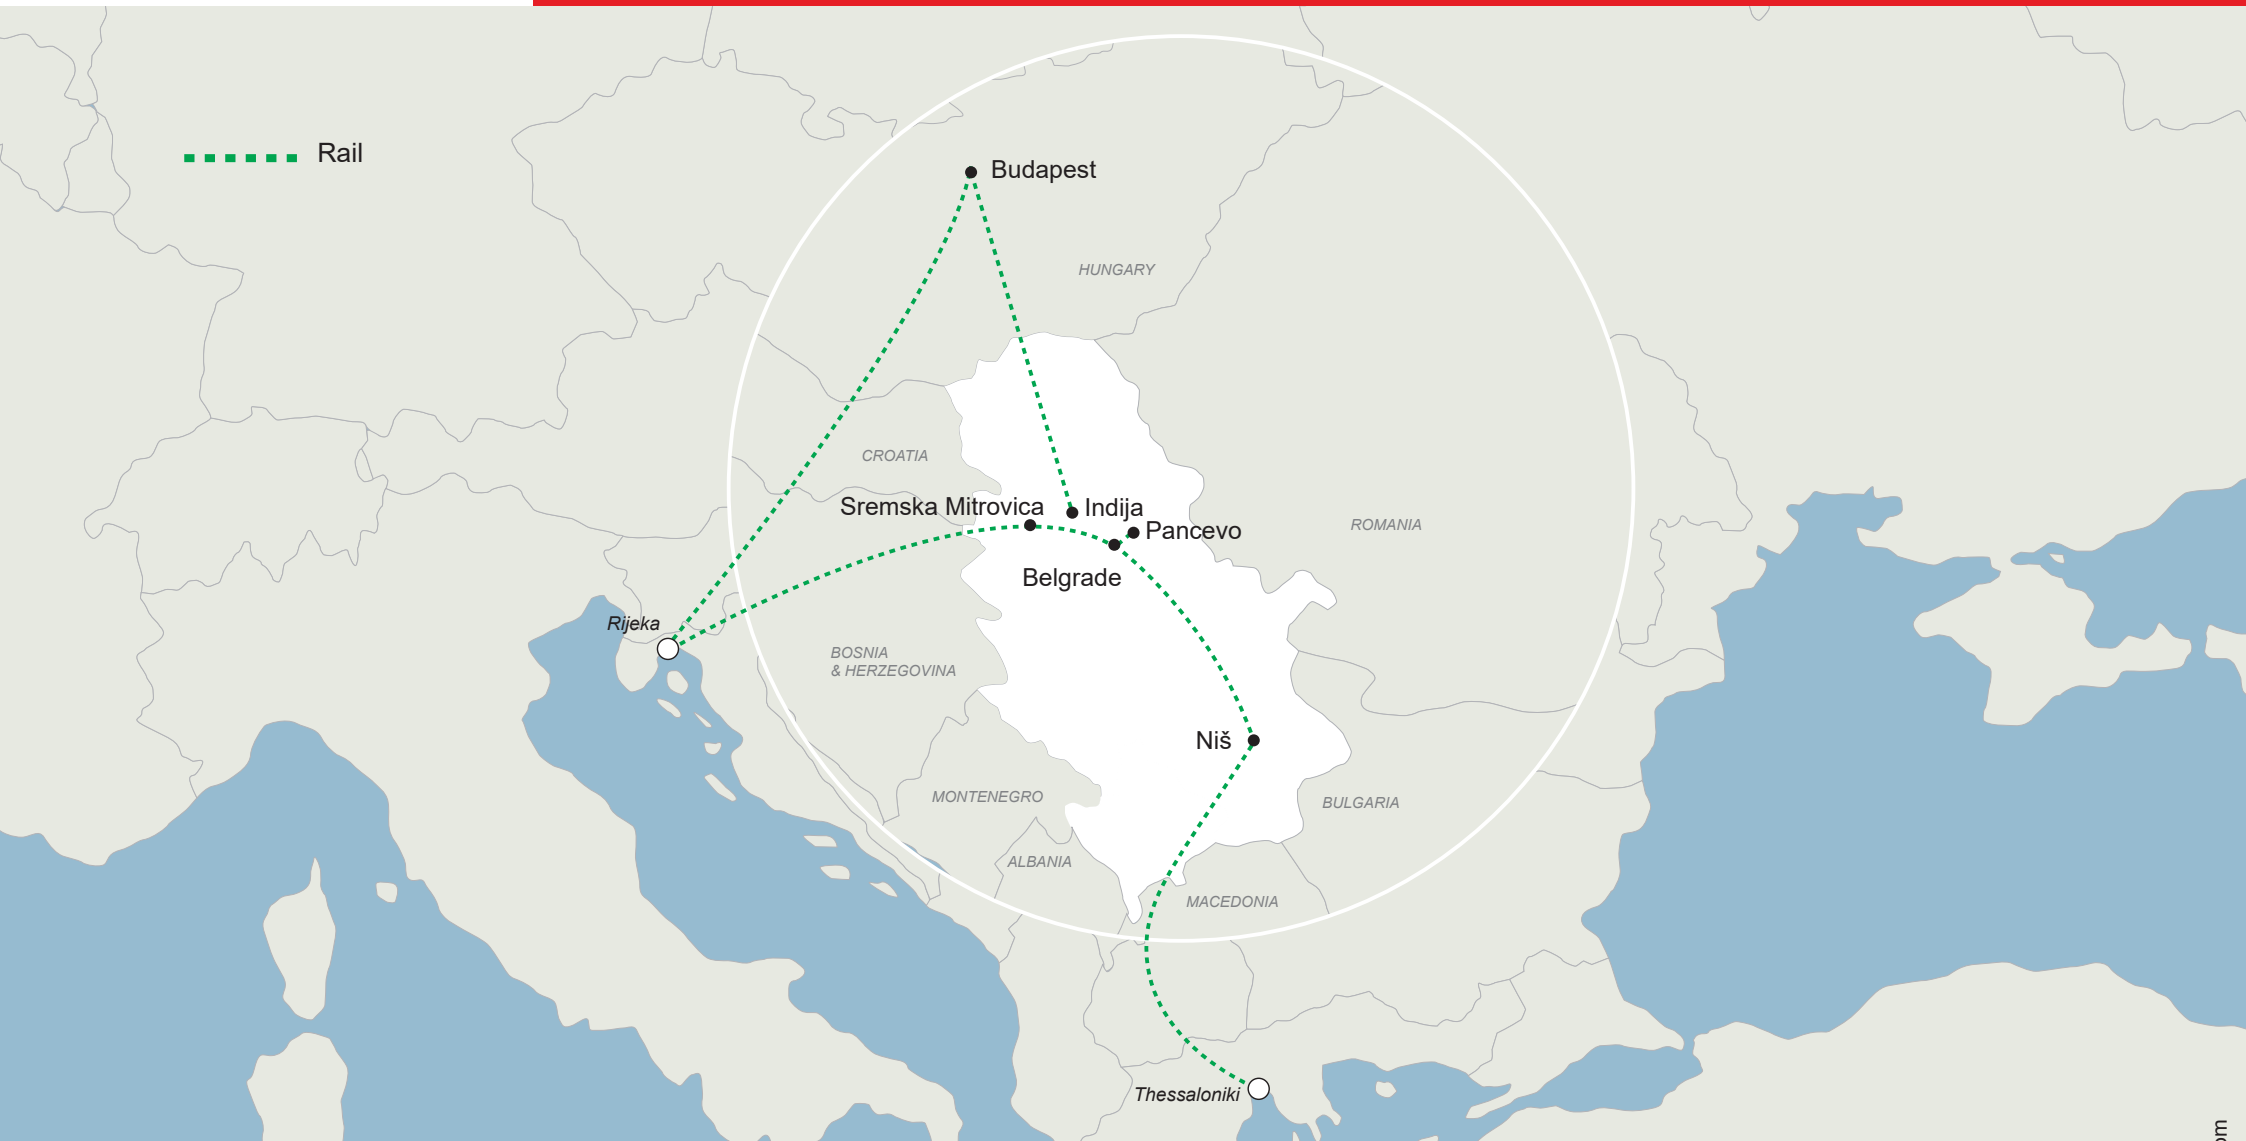 Rail
Budapest
HUNGARY
CROATIA
Sremska Mitrovica
Indija
Pancevo
ROMANIA
Belgrade
Rijeka
BOSNIA
& HERZEGOVINA
Niš
MONTENEGRO
BULGARIA
ALBANIA
MACEDONIA
Thessaloniki
om